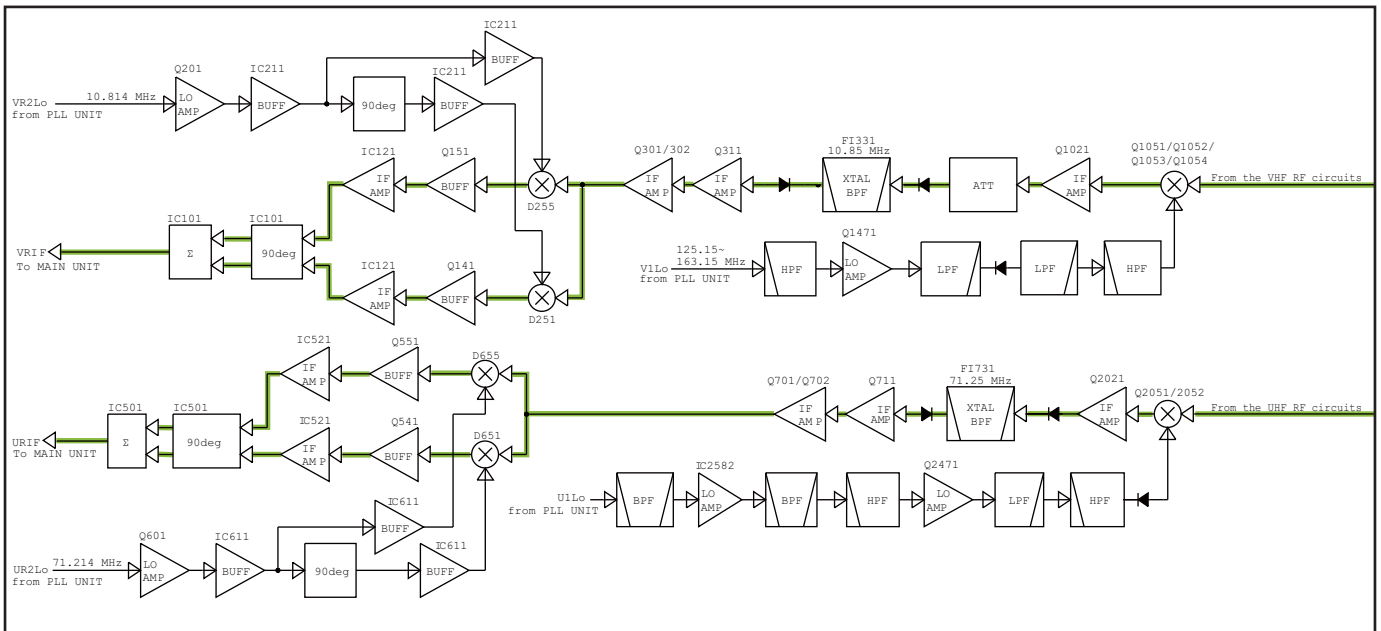 IC211
BUFF
Q201
IC211
IC211
VR2Lo
10.814 MHz
from PLL UNIT
LO
AMP
BUFF
90deg
BUFF
IC121
Q151
IF
AMP
BUFF
D255
Q301/302
Q311
FI331
10.85 MHz
Q1021
Q1051/Q1052/
Q1053/Q1054
IF
AMP
IF
AMP
XTAL
BPF
ATT
IF
AMP
From the VHF RF circuits
IC101
IC101
VRIF
To MAIN UNIT
Σ
90deg
IC121
Q141
IF
AMP
BUFF
D251
125.15~
163.15 MHz
V1Lo
from PLL UNIT
HPF
Q1471
LO
AMP
LPF
LPF
HPF
IC521
Q551
D655
IF
AMP
BUFF
Q701/Q702
Q711
FI731
71.25 MHz
Q2021
Q2051/2052
IF
AMP
IF
AMP
XTAL
BPF
IF
AMP
From the UHF RF circuits
IC501
IC501
URIF
To MAIN UNIT
Σ
90deg
IC521
Q541
D651
IF
AMP
BUFF
U1Lo
from PLL UNIT
BPF
IC2582
LO
AMP
BPF
HPF
Q2471
LO
AMP
LPF
HPF
IC611
BUFF
Q601
IC611
IC611
UR2Lo
71.214 MHz
from PLL UNIT
LO
AMP
BUFF
90deg
BUFF